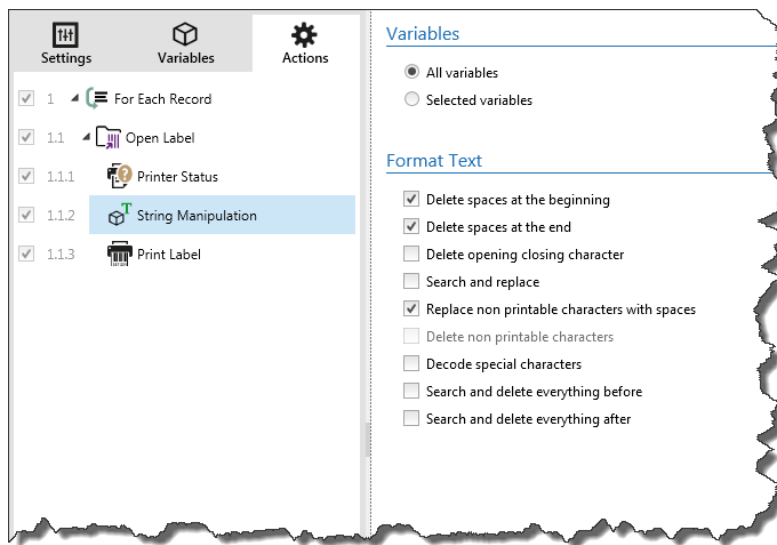 Settings
Variables
Actions
1 For Each Record
1.1 Open Label
1.1.1 Printer Status
1.1.2 String Manipulation
1.1.3 Print Label
Variables
All variables
Selected variables
Format Text
Delete spaces at the beginning
Delete spaces at the end
Delete opening closing character
Search and replace
Replace non printable characters with spaces
Delete non printable characters
Decode special characters
Search and delete everything before
Search and delete everything after